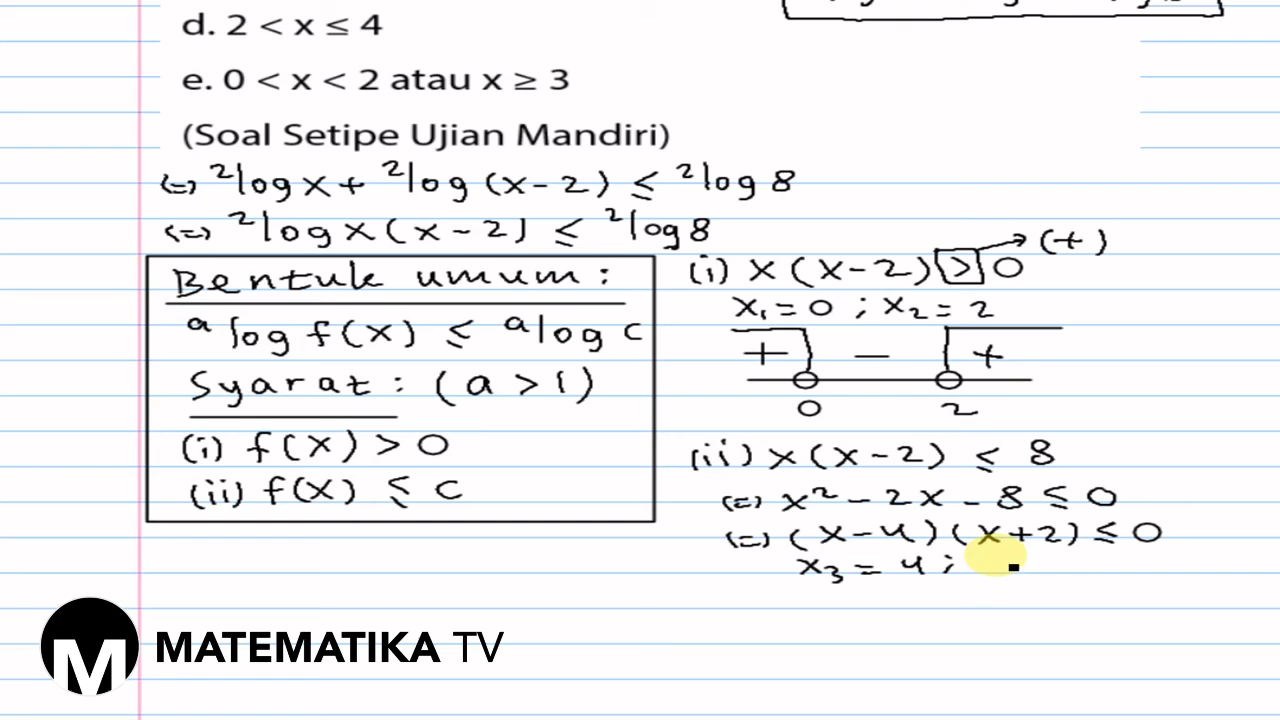 d. 2 < x ≤ 4
e. 0 < x < 2 atau x ≥ 3
(Soal Setipe Ujian Mandiri)
⇔ ²log x + ²log (x - 2) ≤ ²log 8
⇔ ²log x (x - 2) ≤ ²log 8
Bentuk umum :
ᵃlog f(x) ≤ ᵃlog c
Syarat : (a > 1)
(i) f(x) > 0
(ii) f(x) ≤ c
(i) x (x - 2) > 0 → (+)
x₁ = 0 ; x₂ = 2
+ - +
0 2
(ii) x (x - 2) ≤ 8
⇔ x² - 2x - 8 ≤ 0
⇔ (x - 4) (x + 2) ≤ 0
x₃ = 4 ;
M MATEMATIKA TV